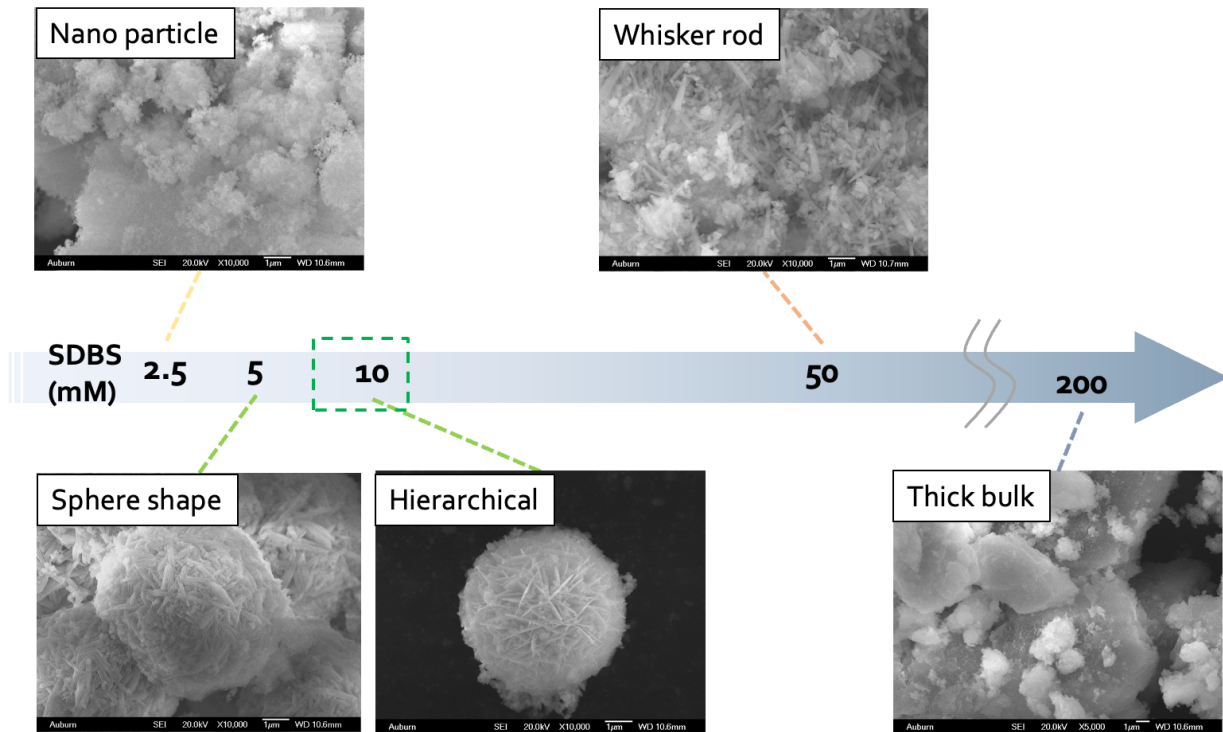 Nano particle
Auburn SEI 20.0kV X10,000 1μm WD 10.6mm
Whisker rod
Auburn SEI 20.0kV X10,000 1μm WD 10.7mm
SDBS
(mM)
2.5
5
10
50
200
Sphere shape
Auburn SEI 20.0kV X10,000 1μm WD 10.6mm
Hierarchical
Auburn SEI 20.0kV X10,000 1μm WD 10.6mm
Thick bulk
Auburn SEI 20.0kV X5,000 1μm WD 10.6mm